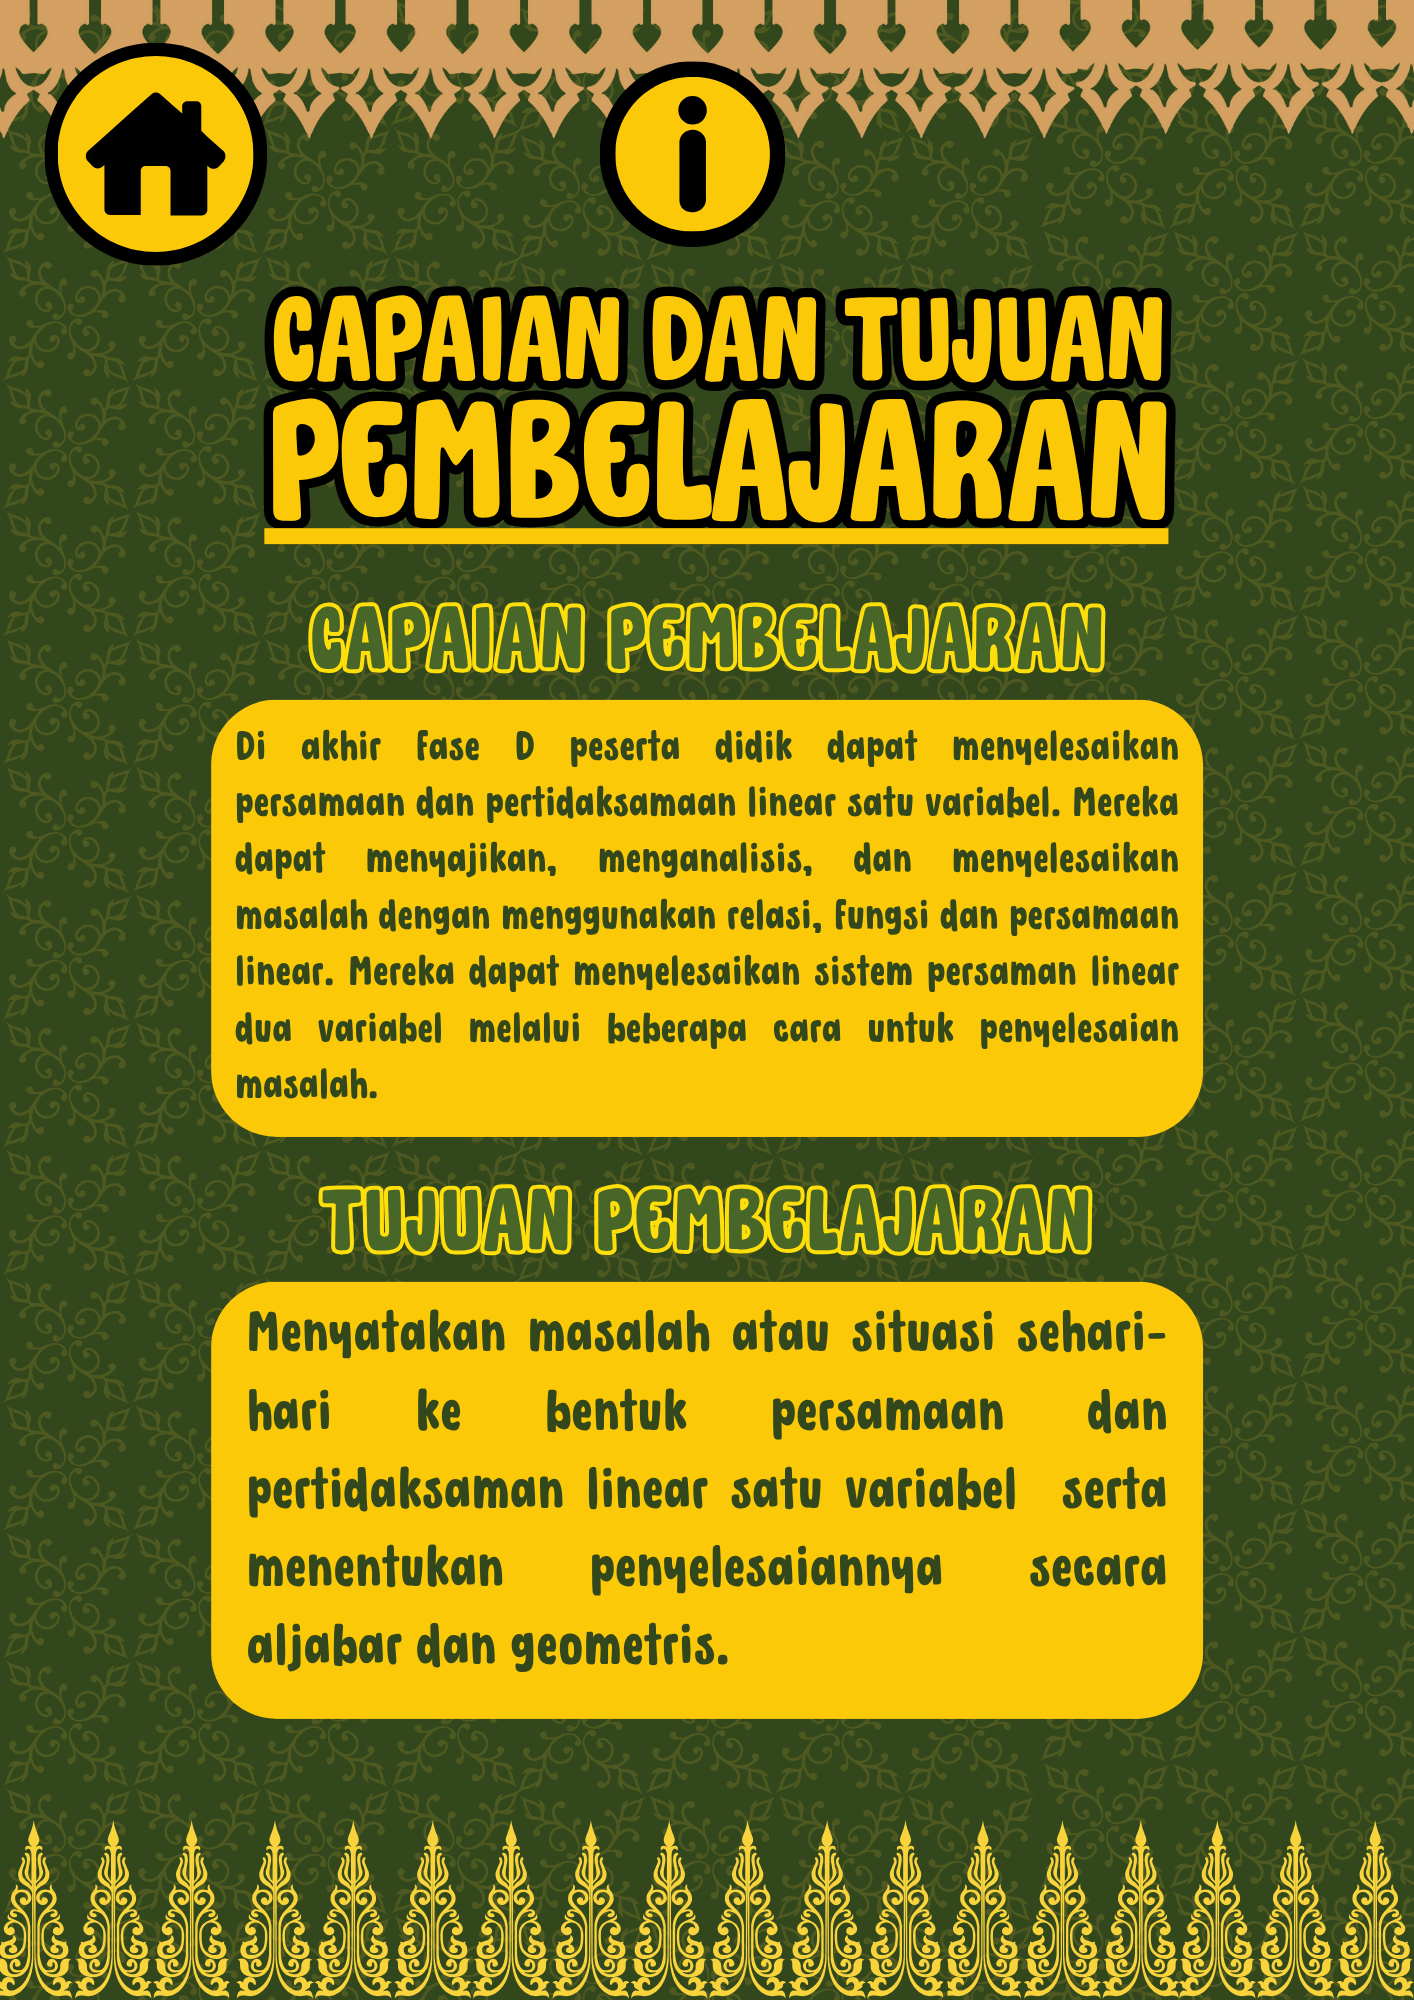 CAPAIAN DAN TUJUAN
PEMBELAJARAN
CAPAIAN PEMBELAJARAN
Di akhir Fase D peserta didik dapat menyelesaikan
persamaan dan pertidaksamaan linear satu variabel. Mereka
dapat menyajikan, menganalisis, dan menyelesaikan
masalah dengan menggunakan relasi, Fungsi dan persamaan
linear. Mereka dapat menyelesaikan sistem persaman linear
dua variabel melalui beberapa cara untuk penyelesaian
masalah.
TUJUAN PEMBELAJARAN
Menyatakan masalah atau situasi sehari-
hari ke bentuk persamaan dan
pertidaksaman linear satu variabel serta
menentukan penyelesaiannya secara
aljabar dan geometris.